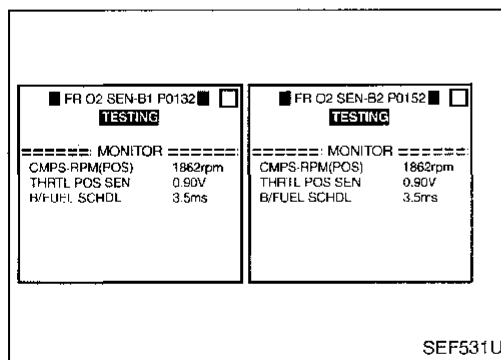 FR O2 SEN-B1 P0132
TESTING
MONITOR
CMPS-RPM(POS) 1862rpm
THRTL POS SEN 0.90V
B/FUEL SCHDL 3.5ms
FR O2 SEN-B2 P0152
TESTING
MONITOR
CMPS-RPM(POS) 1862rpm
THRTL POS SEN 0.90V
B/FUEL SCHDL 3.5ms
SEF531U